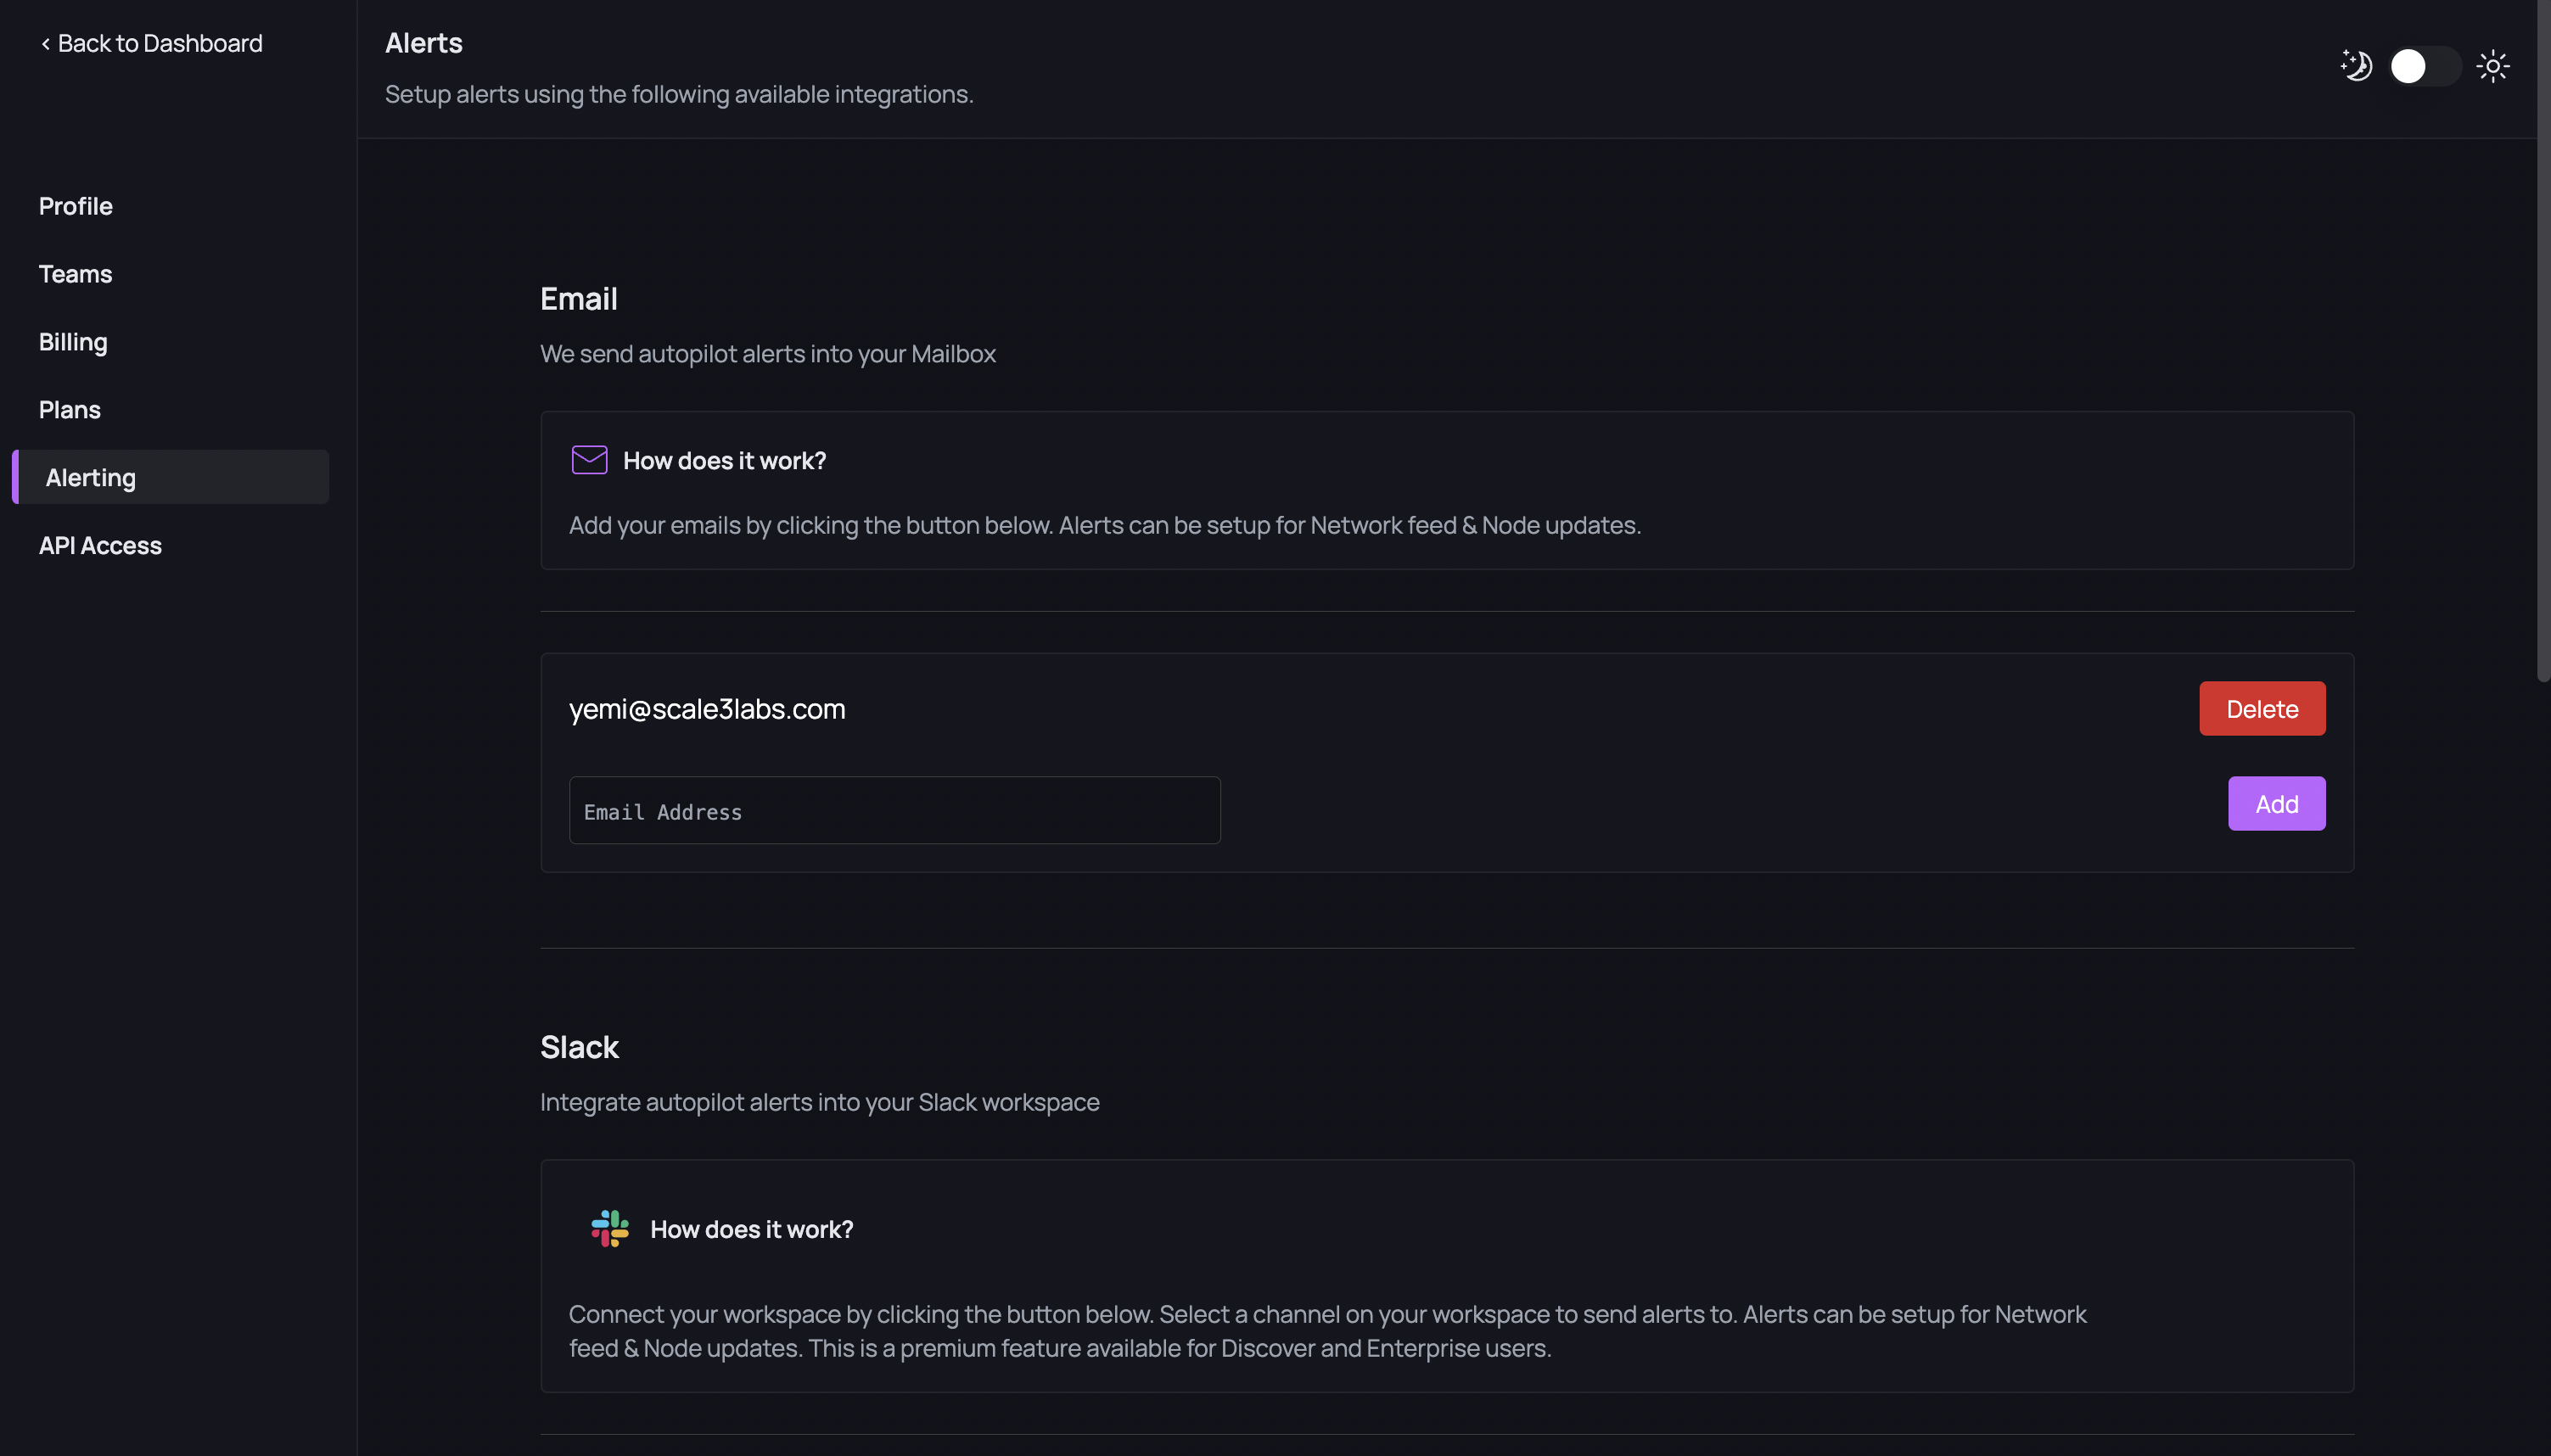 ‹ Back to Dashboard
Profile
Teams
Billing
Plans
Alerting
API Access
Alerts
Setup alerts using the following available integrations.
Email
We send autopilot alerts into your Mailbox
How does it work?
Add your emails by clicking the button below. Alerts can be setup for Network feed & Node updates.
yemi@scale3labs.com
Delete
Email Address
Add
Slack
Integrate autopilot alerts into your Slack workspace
How does it work?
Connect your workspace by clicking the button below. Select a channel on your workspace to send alerts to. Alerts can be setup for Network
feed & Node updates. This is a premium feature available for Discover and Enterprise users.